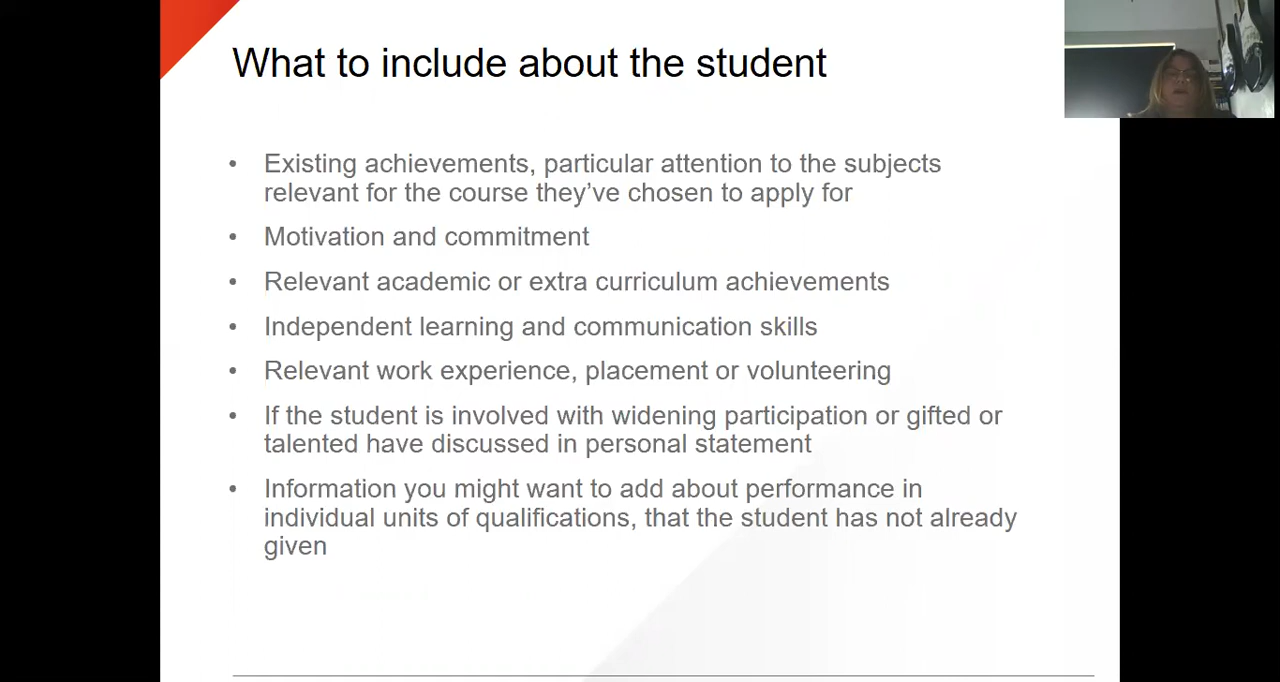 What to include about the student
• Existing achievements, particular attention to the subjects
relevant for the course they've chosen to apply for
• Motivation and commitment
• Relevant academic or extra curriculum achievements
• Independent learning and communication skills
• Relevant work experience, placement or volunteering
• If the student is involved with widening participation or gifted or
talented have discussed in personal statement
• Information you might want to add about performance in
individual units of qualifications, that the student has not already
given